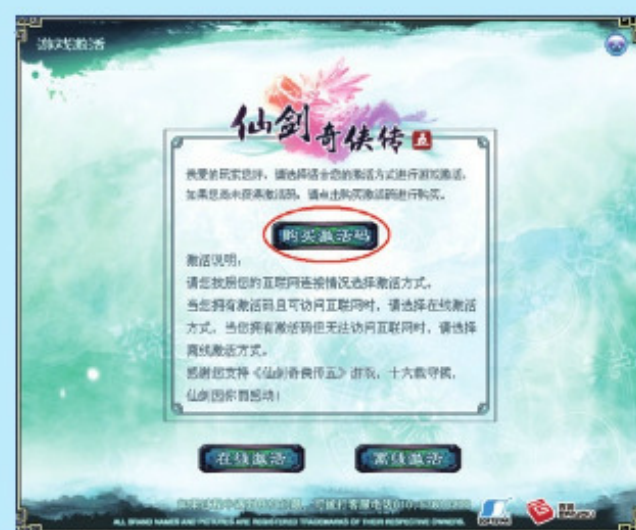 游戏激活
仙剑奇侠传五
亲爱的玩家您好，请选择适合您的激活方式进行游戏激活，
如果您尚未获得激活码，请点击购买激活码进行购买。
购买激活码
激活说明：
请您按照您的互联网连接情况选择激活方式。
当您拥有激活码且可访问互联网时，请选择在线激活
方式。当您拥有激活码但无法访问互联网时，请选择
离线激活方式。
感谢您支持《仙剑奇侠传五》游戏，十六载守候，
仙剑因你而感动！
在线激活
离线激活
ALL BRAND NAMES AND PICTURES ARE REGISTERED TRADEMARKS OF THEIR RESPECTIVE OWNERS
SOFTSTAR